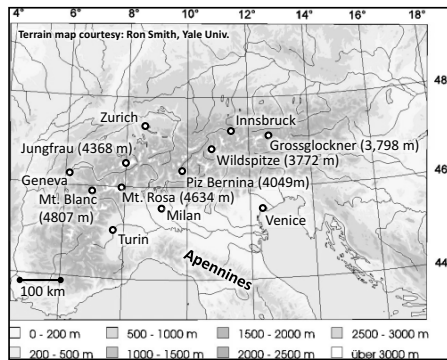 4° 6° 8° 10° 12° 14° 16° 18°
Terrain map courtesy: Ron Smith, Yale Univ.
48°
Zurich
Innsbruck
Jungfrau (4368 m)
Grossglockner (3,798 m)
Wildspitze (3772 m)
46°
Geneva
Piz Bernina (4049m)
Mt. Blanc
(4807 m)
Mt. Rosa (4634 m)
Milan
Venice
Turin
Apennines
44°
100 km
0 - 200 m
500 - 1000 m
1500 - 2000 m
2500 - 3000 m
200 - 500 m
1000 - 1500 m
2000 - 2500 m
über 3000 m